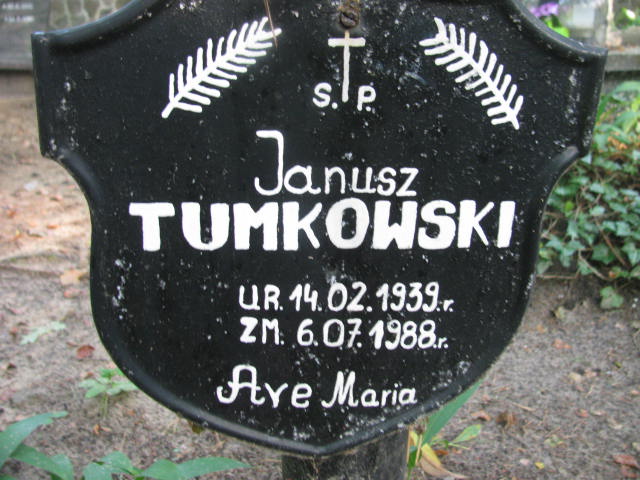 S. P.
Janusz
TUMKOWSKI
UR. 14.02.1939.r.
ZM. 6.07.1988.r.
Ave Maria